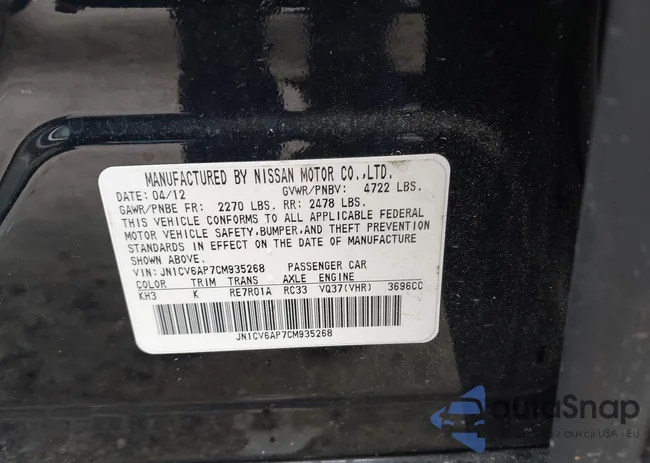 MANUFACTURED BY NISSAN MOTOR CO.,LTD.
DATE: 04/12 GVWR/PNBV: 4722 LBS.
GAWR/PNBE FR: 2270 LBS. RR: 2478 LBS.
THIS VEHICLE CONFORMS TO ALL APPLICABLE FEDERAL
MOTOR VEHICLE SAFETY, BUMPER, AND THEFT PREVENTION
STANDARDS IN EFFECT ON THE DATE OF MANUFACTURE
SHOWN ABOVE.
VIN: JN1CV6AP7CM935268 PASSENGER CAR
COLOR TRIM TRANS AXLE ENGINE
KH3 K RE7R01A RC33 VQ37(VHR) 3696CC
JN1CV6AP7CM935268
autoSnap
z aukcji USA - EU